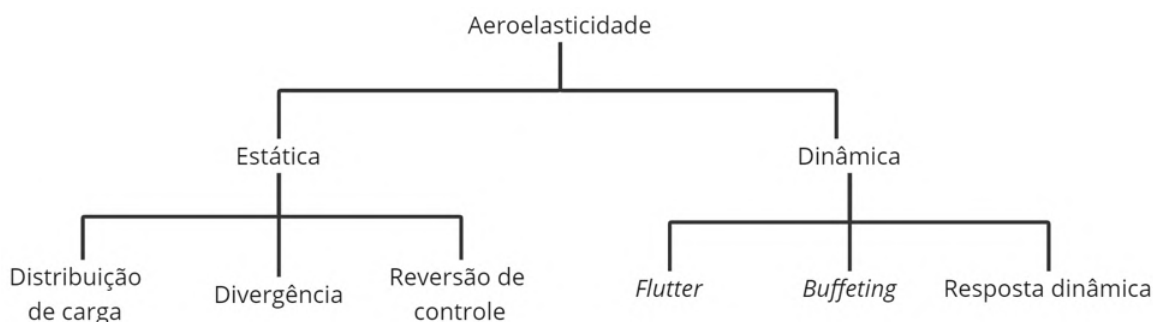 Aeroelasticidade
Estática
Dinâmica
Distribuição
de carga
Divergência
Reversão de
controle
Flutter
Buffeting
Resposta dinâmica